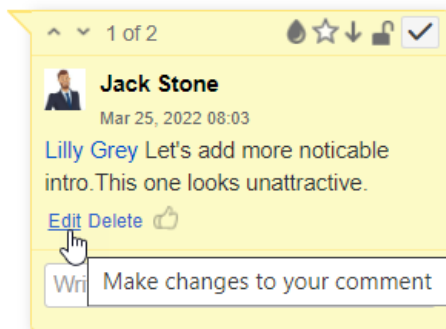 1 of 2
Jack Stone
Mar 25, 2022 08:03
Lilly Grey Let's add more noticable
intro.This one looks unattractive.
Edit Delete
Wri
Make changes to your comment